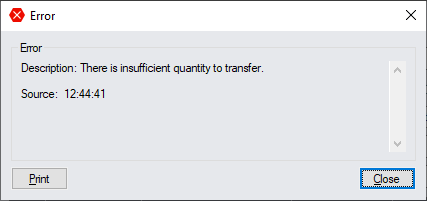 Error
Error
Description: There is insufficient quantity to transfer.
Source: 12:44:41
Print
Close